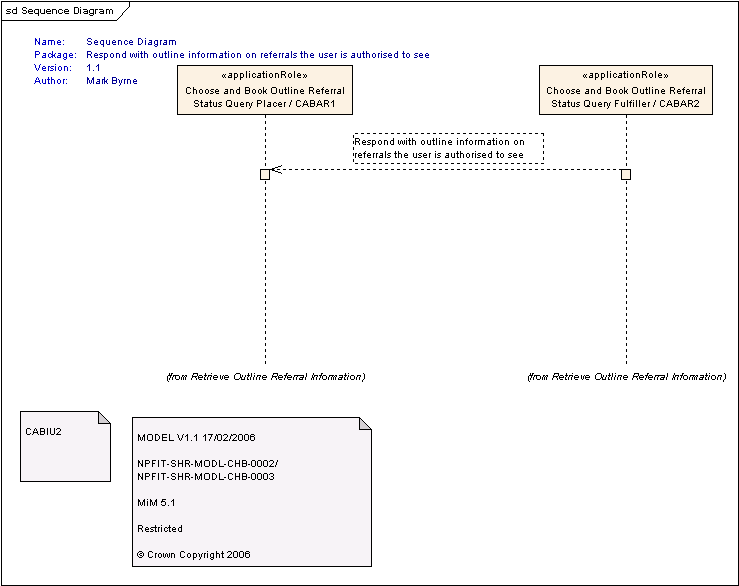 sd Sequence Diagram
Name: Sequence Diagram
Package: Respond with outline information on referrals the user is authorised to see
Version: 1.1
Author: Mark Byrne
«applicationRole»
Choose and Book Outline Referral
Status Query Placer / CABAR1
«applicationRole»
Choose and Book Outline Referral
Status Query Fulfiller / CABAR2
Respond with outline information on
referrals the user is authorised to see
(from Retrieve Outline Referral Information)
(from Retrieve Outline Referral Information)
CABIU2
MODEL V1.1 17/02/2006
NPFIT-SHR-MODL-CHB-0002/
NPFIT-SHR-MODL-CHB-0003
MiM 5.1
Restricted
© Crown Copyright 2006